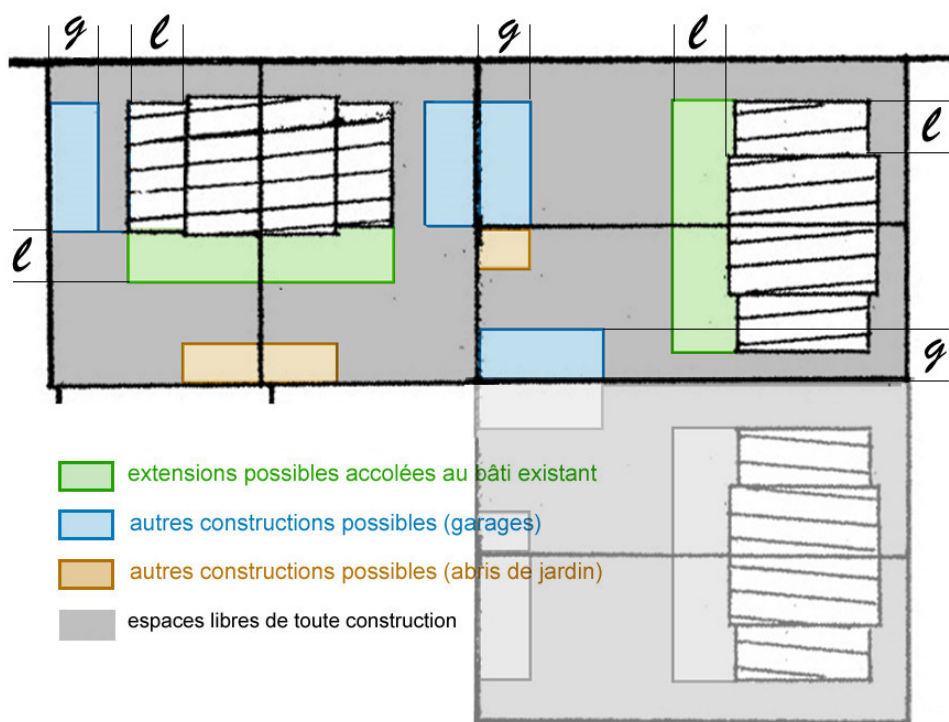 g l g l
l
l
g
extensions possibles accolées au bâti existant
autres constructions possibles (garages)
autres constructions possibles (abris de jardin)
espaces libres de toute construction